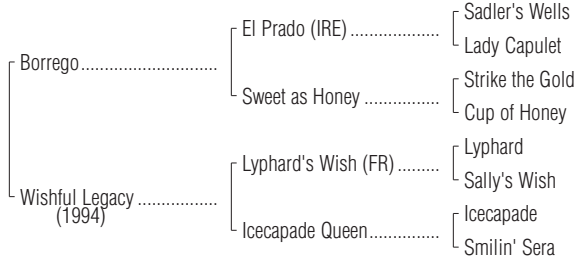 Sadler's Wells
El Prado (IRE) ...................
Lady Capulet
Borrego.............................
Strike the Gold
Sweet as Honey ................
Cup of Honey
Lyphard
Lyphard's Wish (FR) .........
Sally's Wish
Wishful Legacy .................
(1994)
Icecapade
Icecapade Queen...............
Smilin' Sera